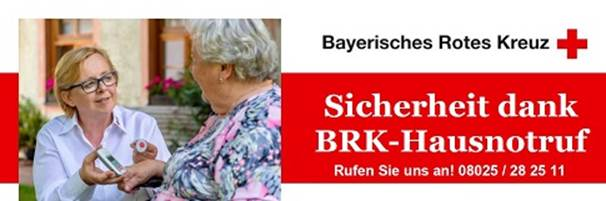 Bayerisches Rotes Kreuz
Sicherheit dank
BRK-Hausnotruf
Rufen Sie uns an! 08025 / 28 25 11